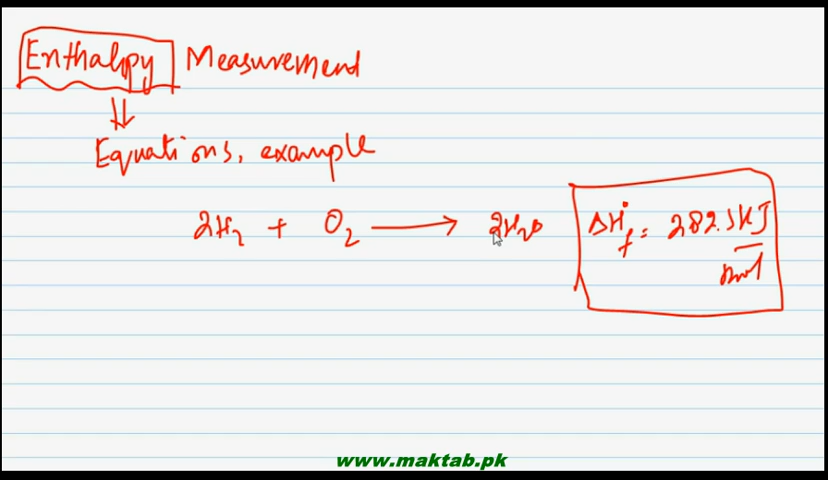 Enthalpy Measurement
⇓
Equations, example
2H₂ + O₂ ⟶ 2H₂O ΔH°f = 282.5 KJ
mol
www.maktab.pk